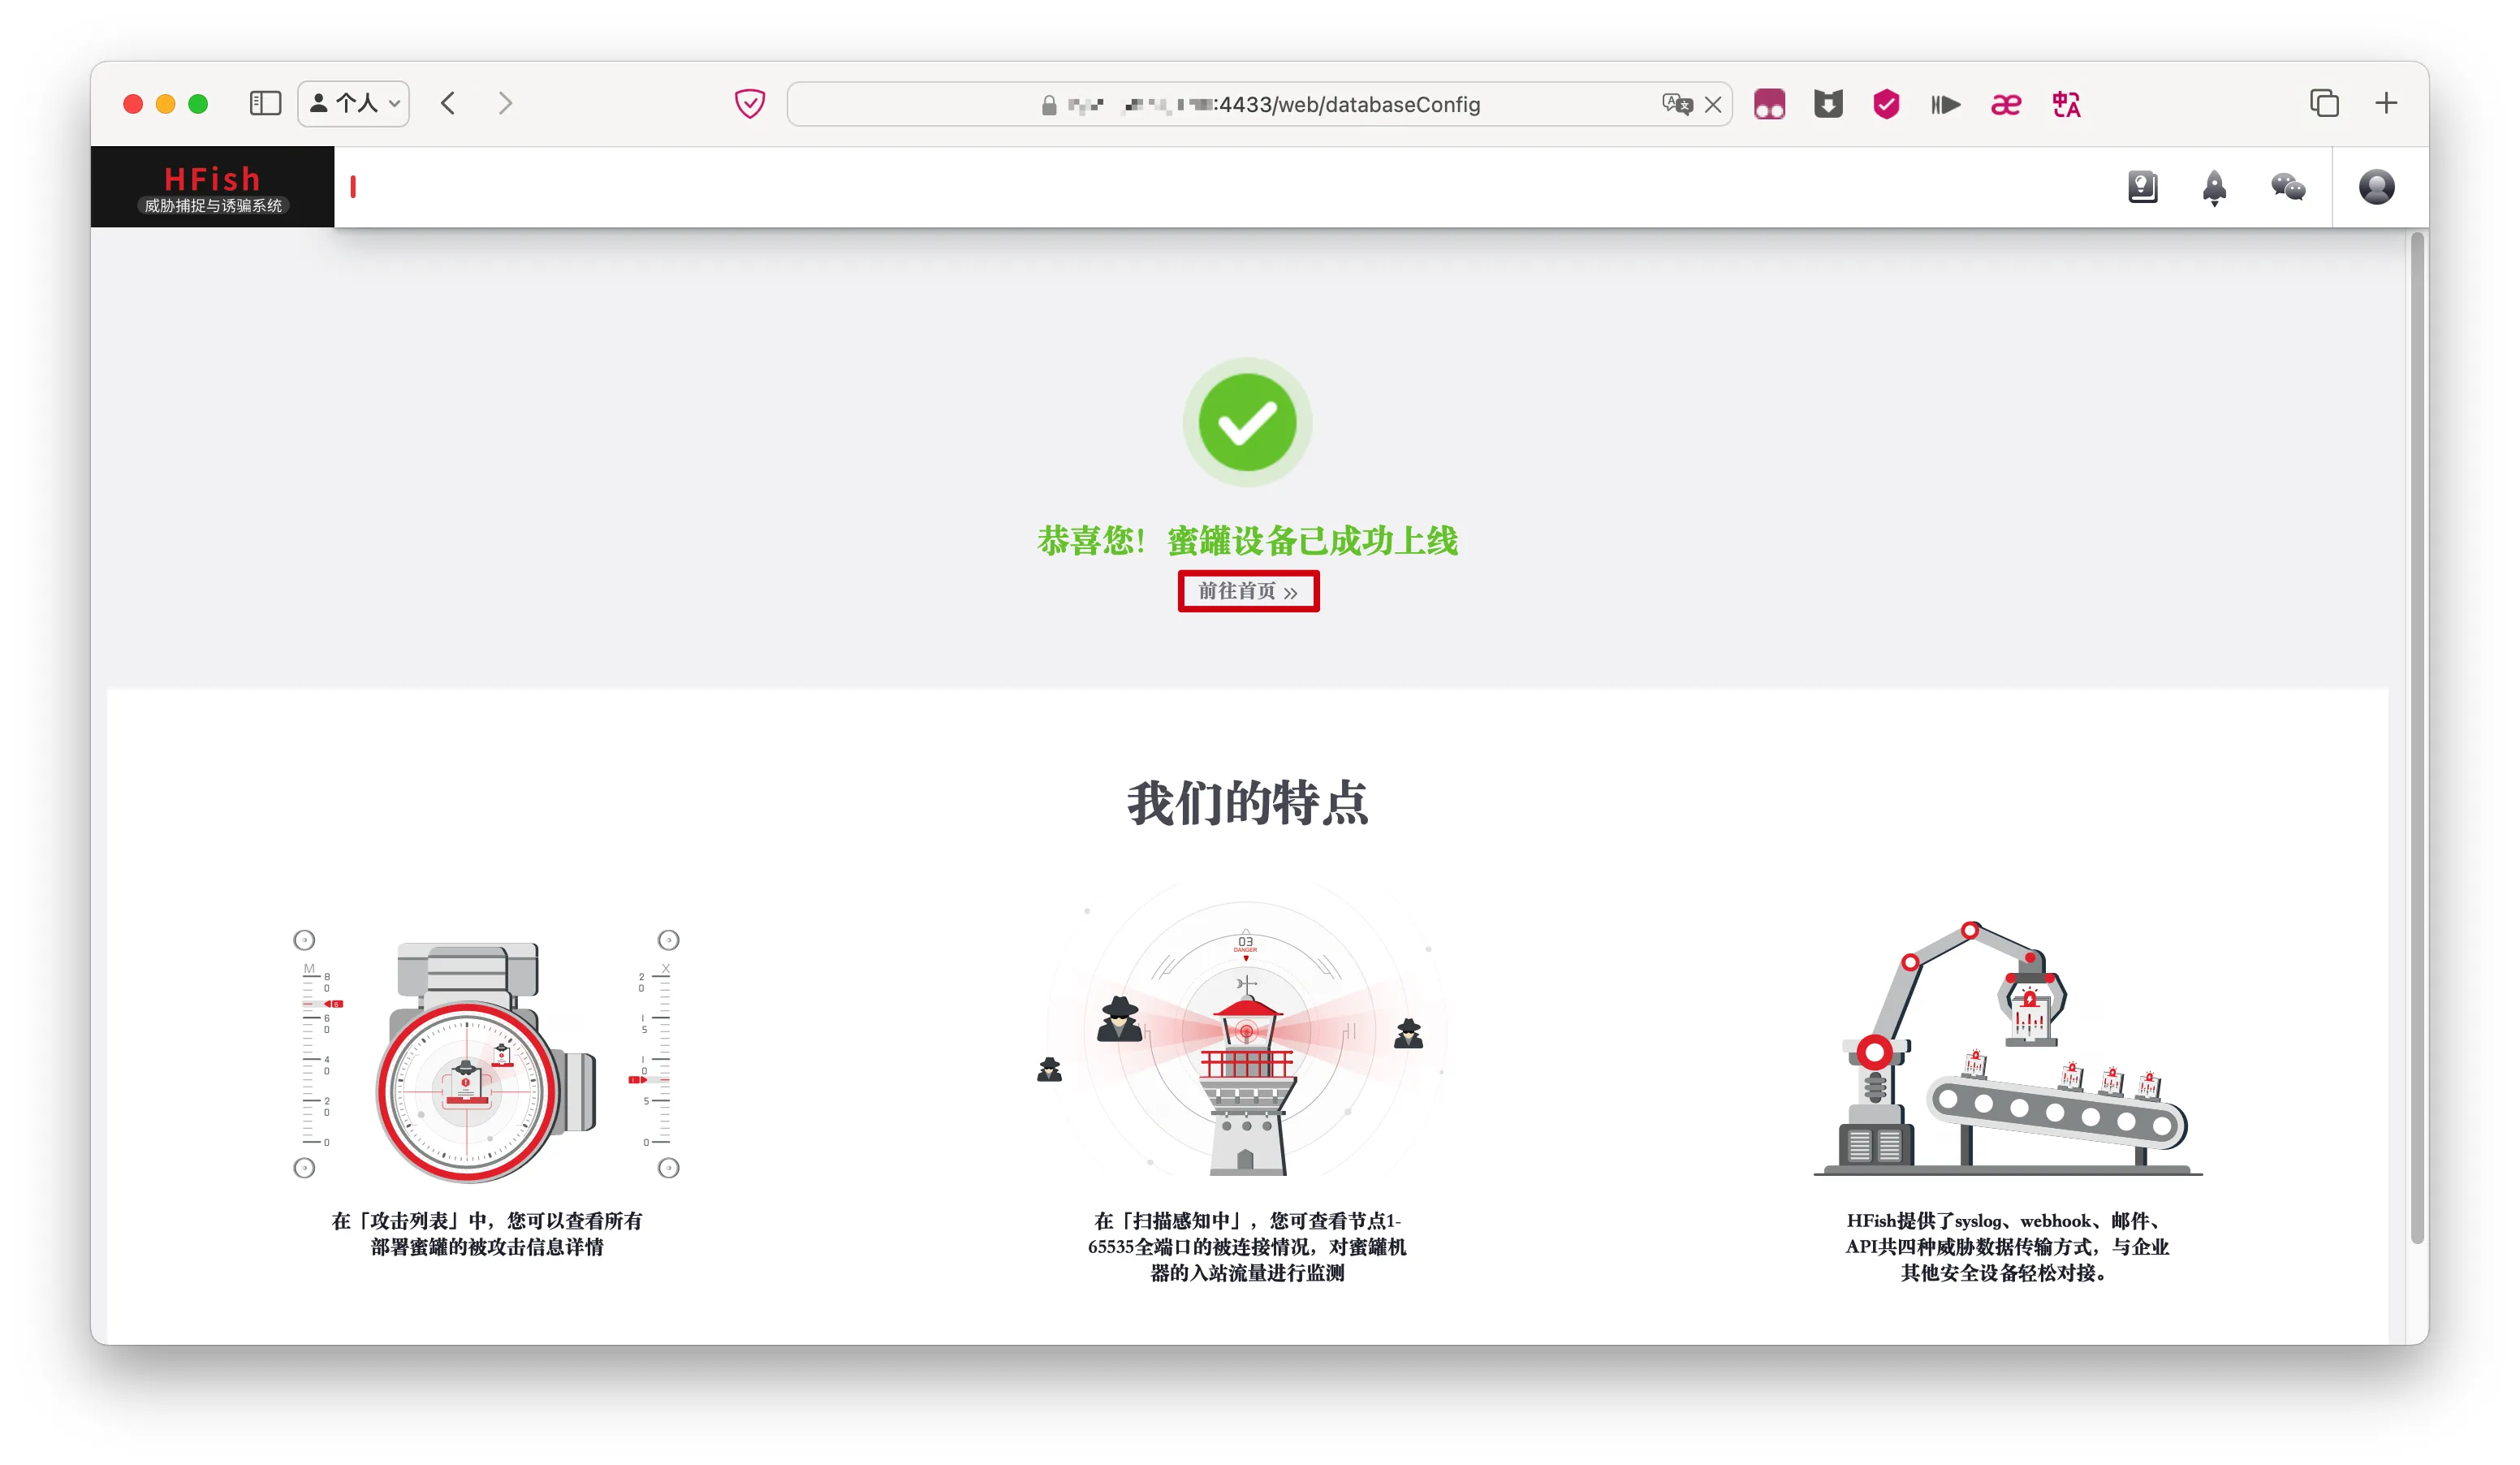 个人
:4433/web/databaseConfig
HFish
威胁捕捉与诱骗系统
恭喜您！蜜罐设备已成功上线
前往首页 »
我们的特点
03
DANGER
M
X
在「攻击列表」中，您可以查看所有
部署蜜罐的被攻击信息详情
在「扫描感知中」，您可查看节点1-
65535全端口的被连接情况，对蜜罐机
器的入站流量进行监测
HFish提供了syslog、webhook、邮件、
API共四种威胁数据传输方式，与企业
其他安全设备轻松对接。